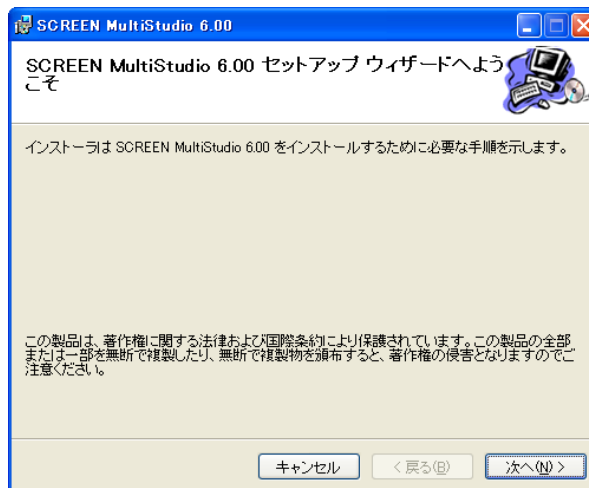 SCREEN MultiStudio 6.00
SCREEN MultiStudio 6.00 セットアップ ウィザードへよう
こそ
インストーラは SCREEN MultiStudio 6.00 をインストールするために必要な手順を示します。
この製品は、著作権に関する法律および国際条約により保護されています。この製品の全部
または一部を無断で複製したり、無断で複製物を頒布すると、著作権の侵害となりますのでご
注意ください。
キャンセル
< 戻る(B)
次へ(N) >